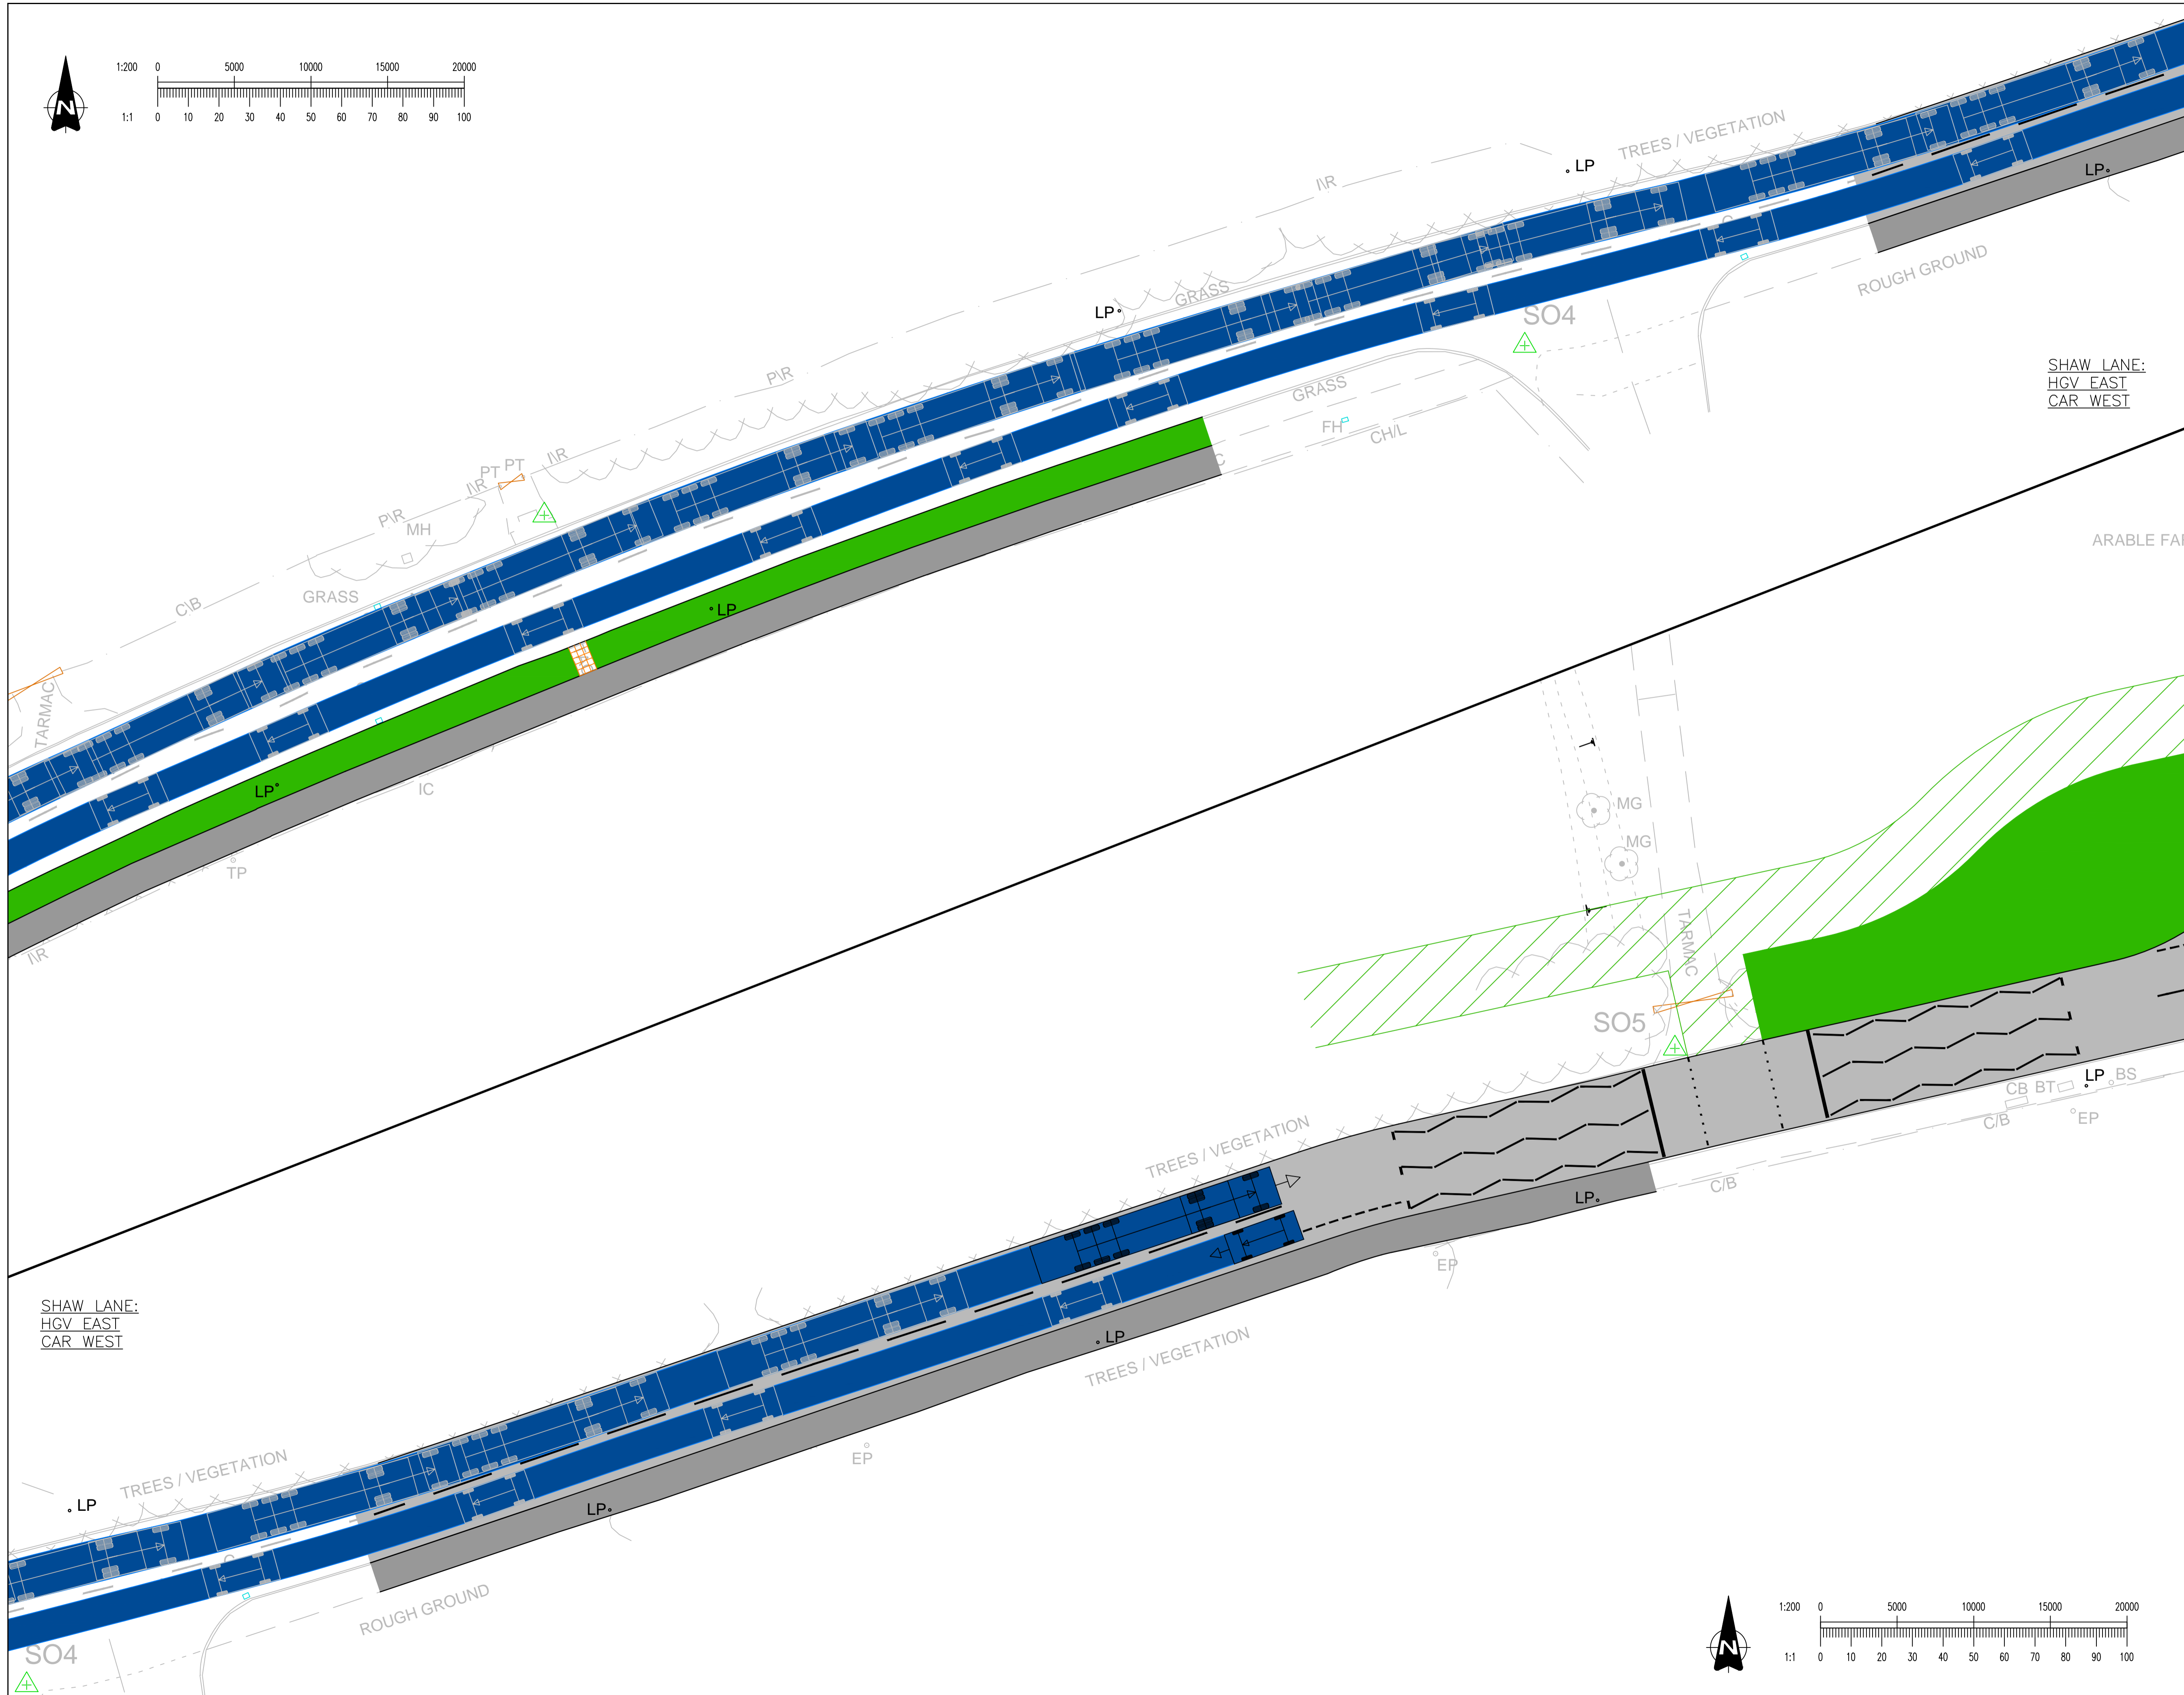 1:200 0 5000 10000 15000 20000
N
1:1 0 10 20 30 40 50 60 70 80 90 100
TREES / VEGETATION
LP
LP
I\R
GRASS
LP
ROUGH GROUND
C
SO4
SHAW LANE:
HGV EAST
CAR WEST
P\R
GRASS
FH
CH/L
C
PT PT
I\R
I\R
P\R
MH
GRASS
C\B
TARMAC
LP
LP
IC
TP
I\R
MG
MG
TARMAC
SO5
CB BT
LP
BS
EP
C/B
C/B
LP
TREES / VEGETATION
EP
SHAW LANE:
HGV EAST
CAR WEST
LP
TREES / VEGETATION
EP
TREES / VEGETATION
LP
LP
C
ROUGH GROUND
SO4
1:200 0 5000 10000 15000 20000
N
1:1 0 10 20 30 40 50 60 70 80 90 100
ARABLE